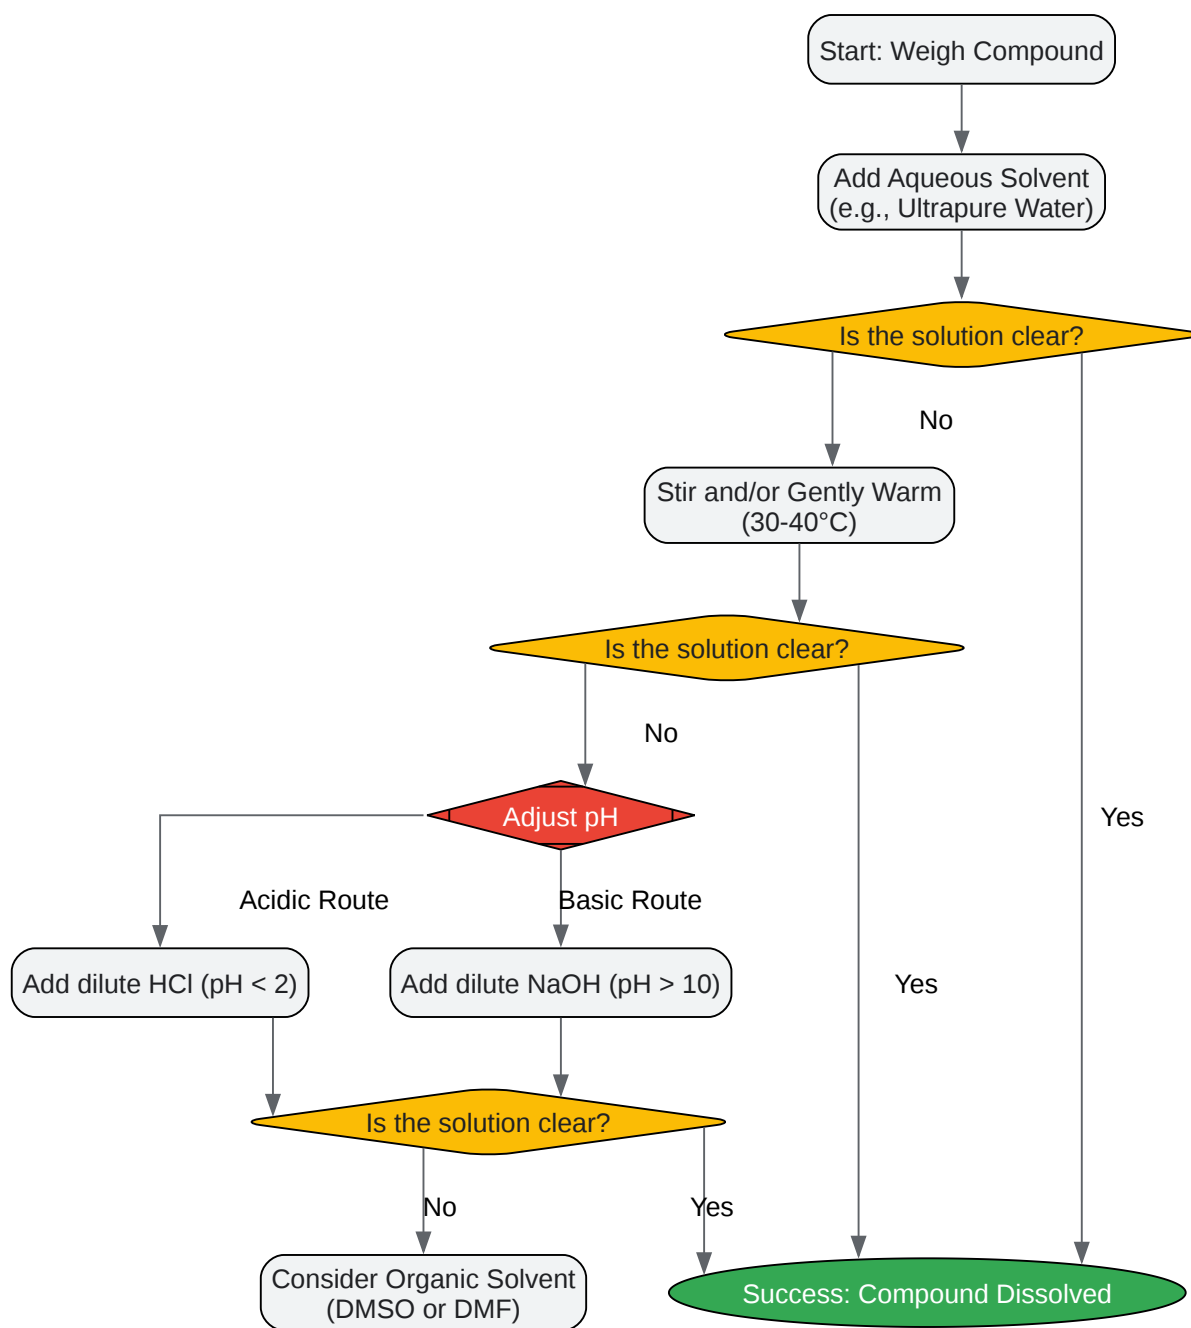 Start: Weigh Compound
Add Aqueous Solvent
(e.g., Ultrapure Water)
Is the solution clear?
No
Stir and/or Gently Warm
(30-40°C)
Is the solution clear?
No
Adjust pH
Yes
Acidic Route
Basic Route
Add dilute HCl (pH < 2)
Add dilute NaOH (pH > 10)
Yes
Is the solution clear?
No
Yes
Consider Organic Solvent
(DMSO or DMF)
Success: Compound Dissolved